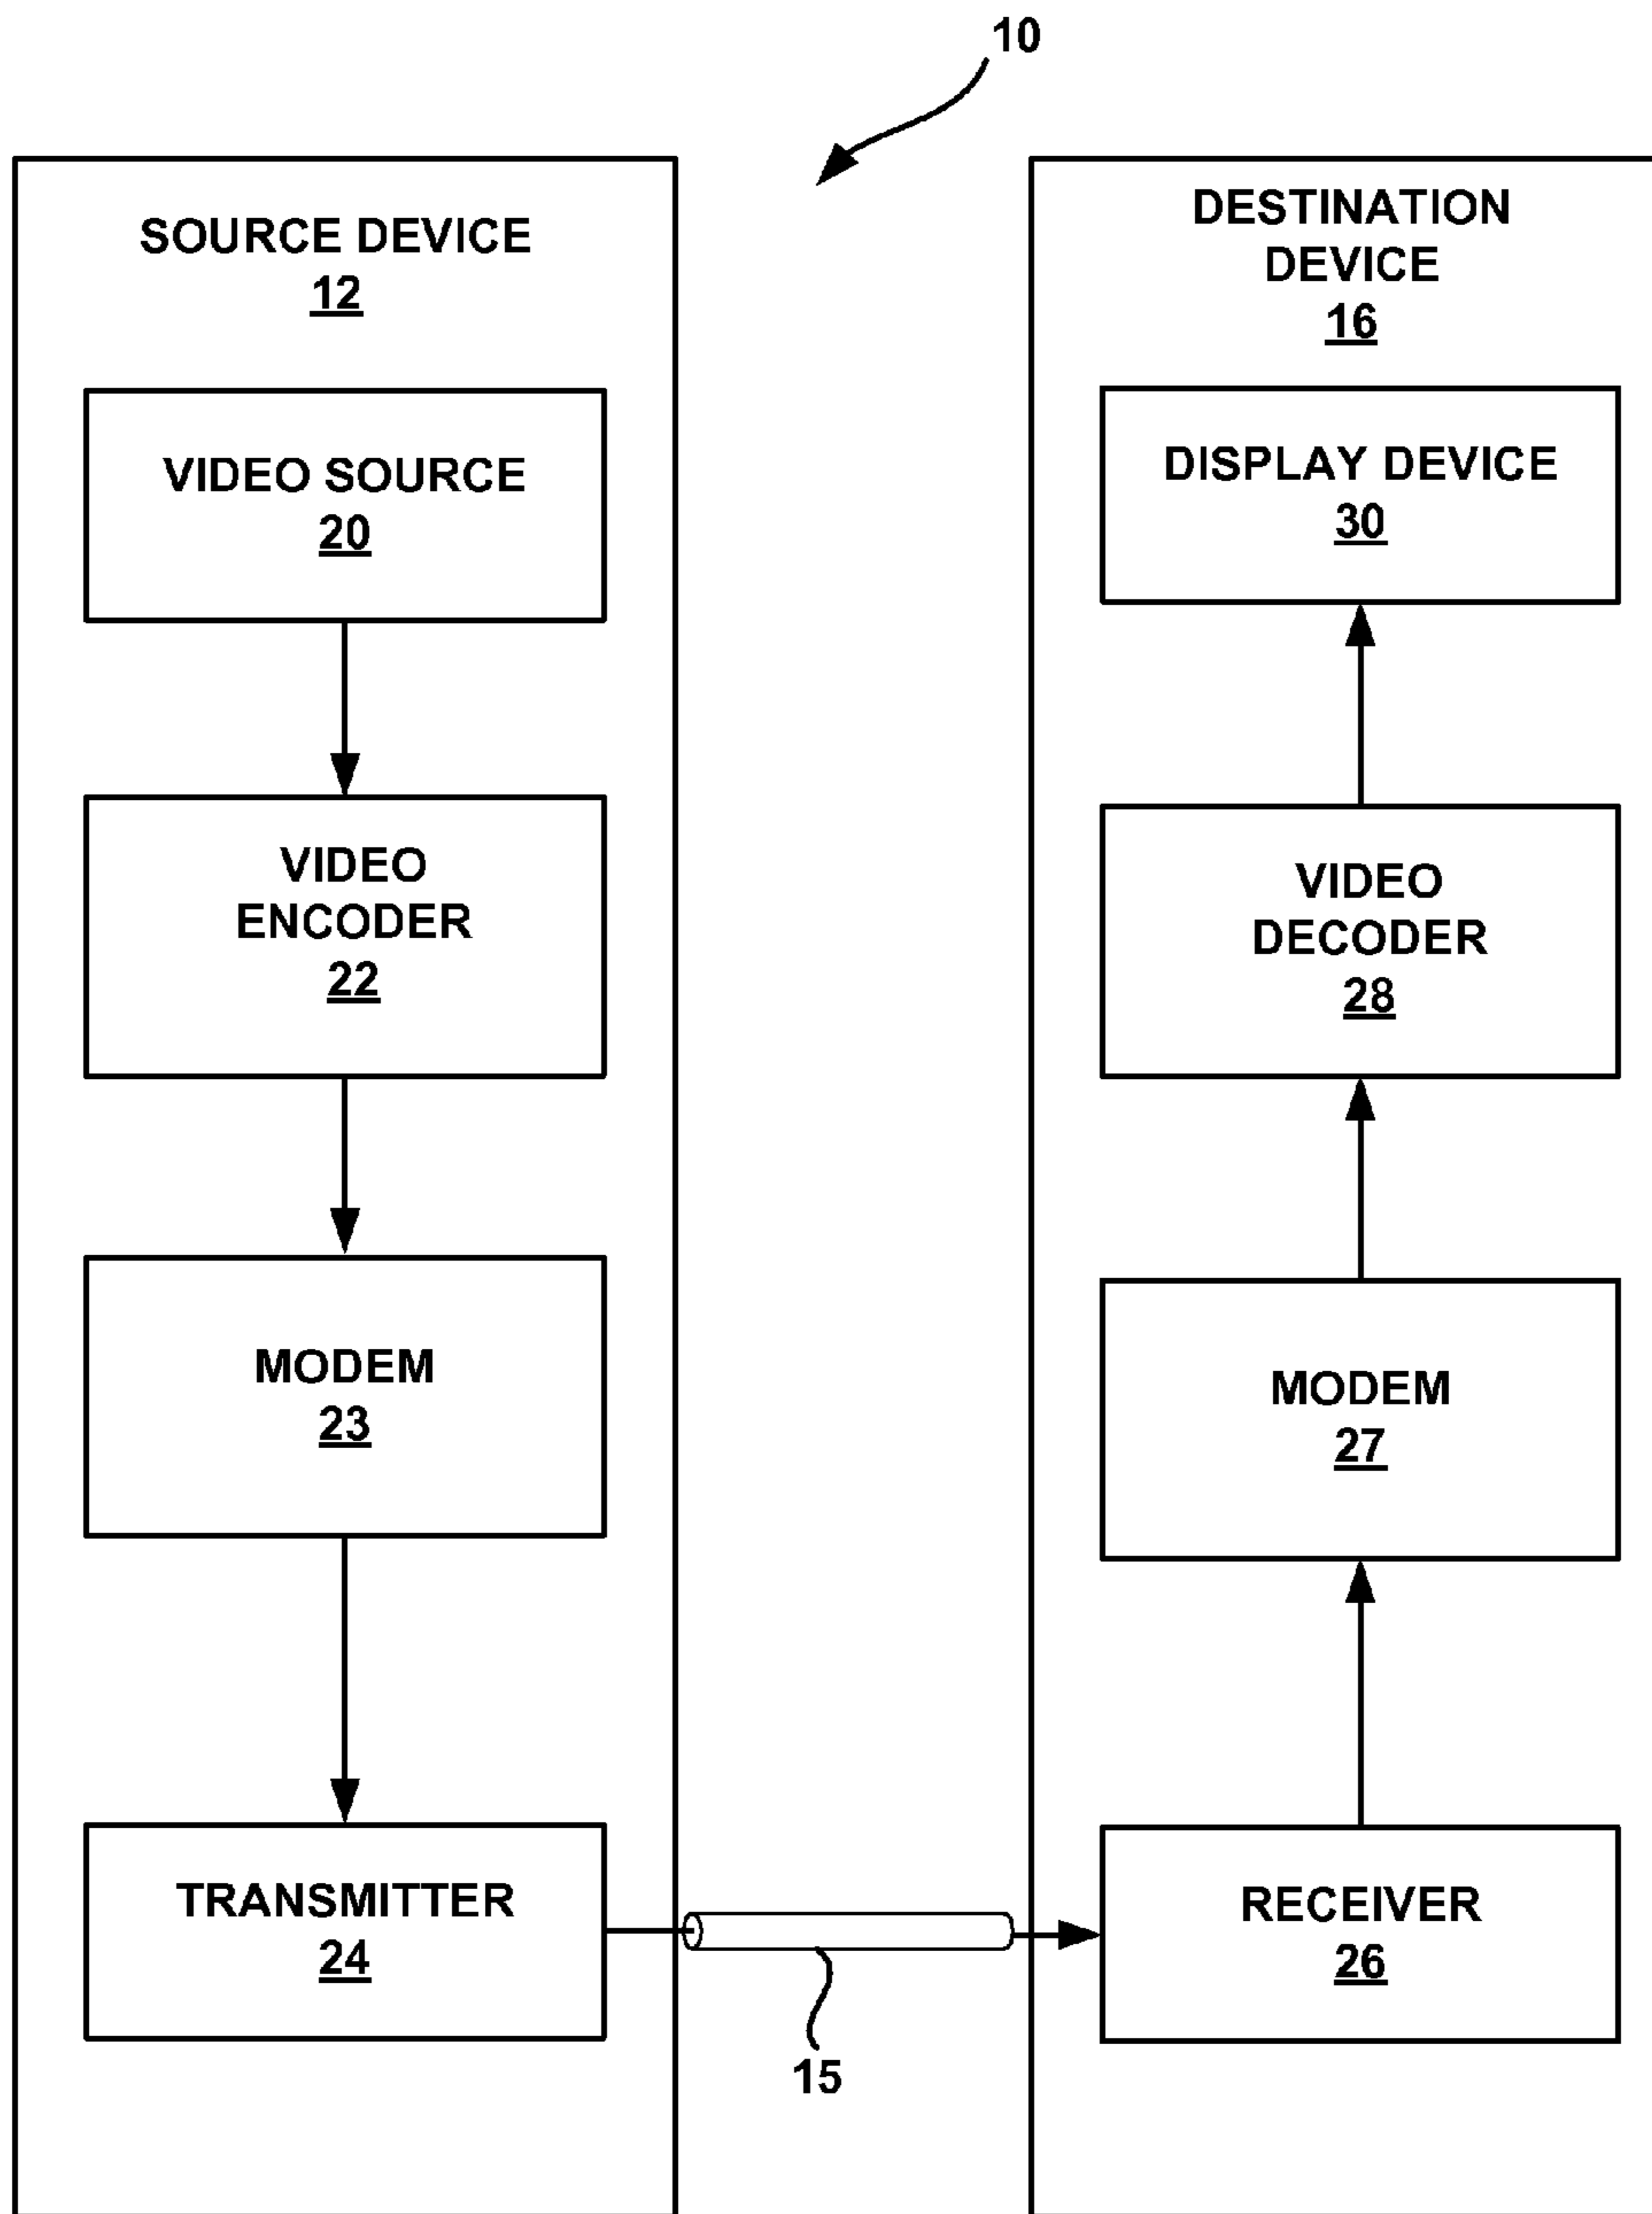 10
SOURCE DEVICE
12
VIDEO SOURCE
20
VIDEO
ENCODER
22
MODEM
23
TRANSMITTER
24
15
DESTINATION
DEVICE
16
DISPLAY DEVICE
30
VIDEO
DECODER
28
MODEM
27
RECEIVER
26